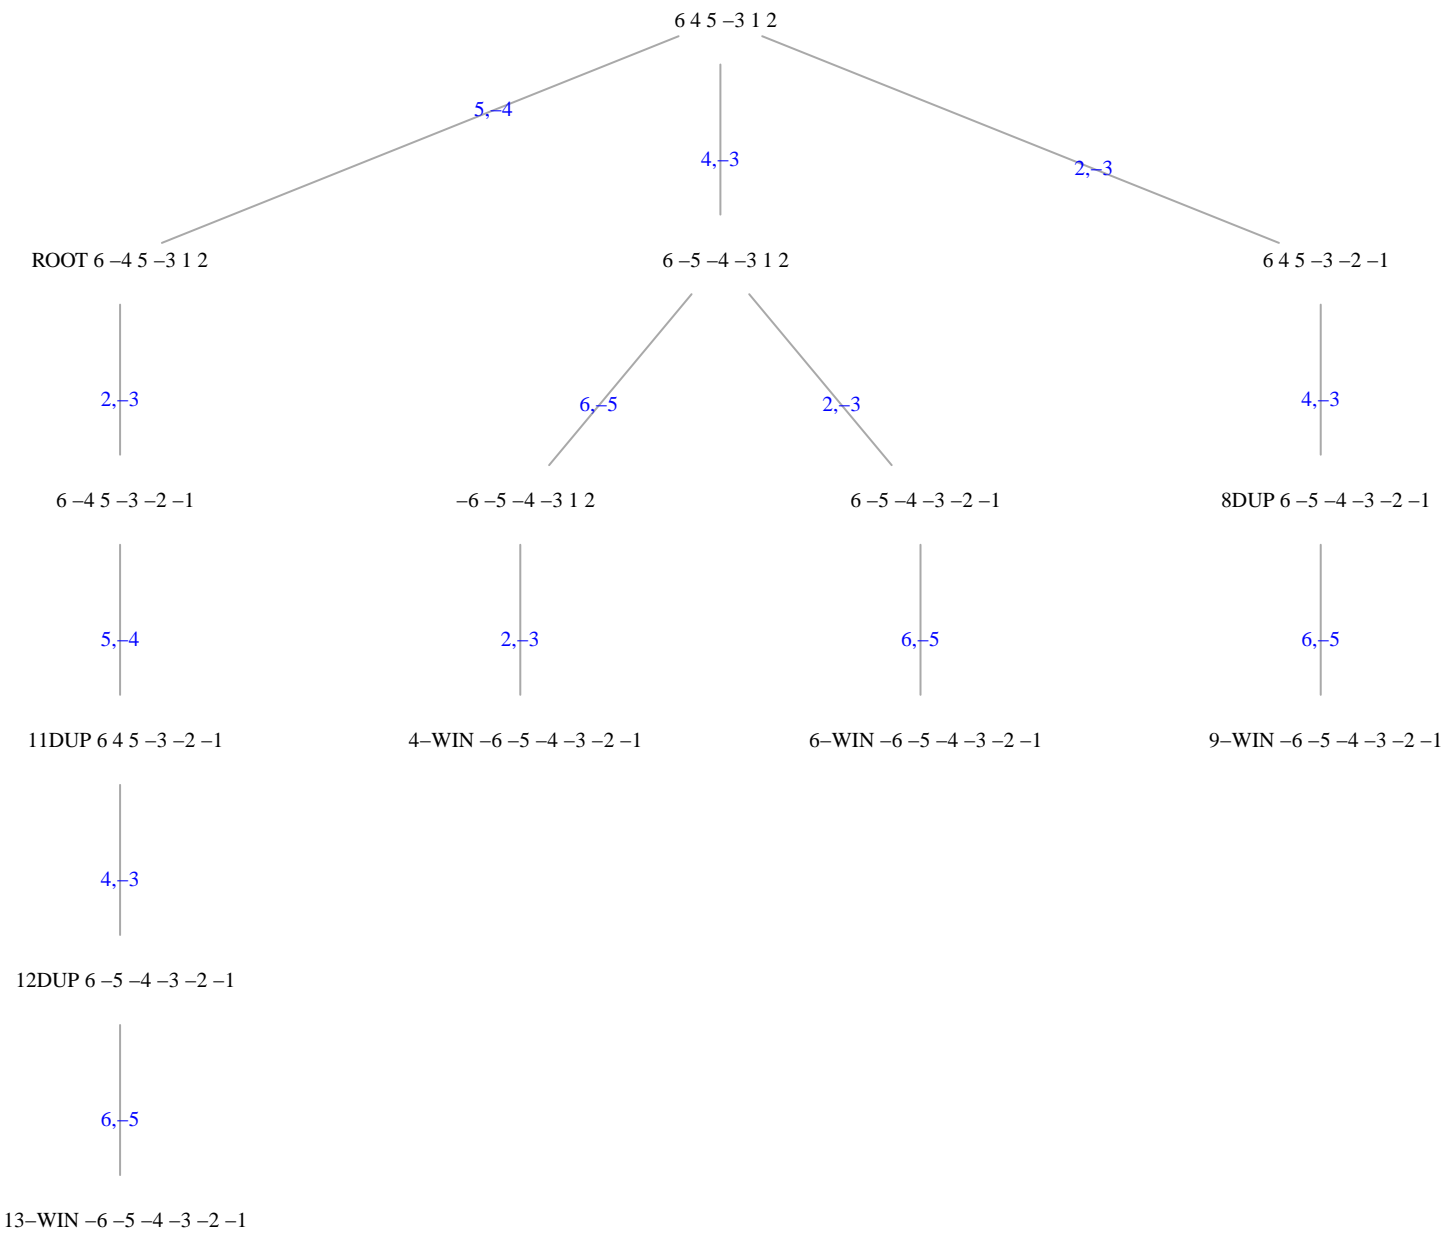 6 4 5 –3 1 2
5,–4
4,–3
2,–3
ROOT 6 –4 5 –3 1 2
6 –5 –4 –3 1 2
6 4 5 –3 –2 –1
2,–3
6,–5
2,–3
4,–3
6 –4 5 –3 –2 –1
–6 –5 –4 –3 1 2
6 –5 –4 –3 –2 –1
8DUP 6 –5 –4 –3 –2 –1
5,–4
2,–3
6,–5
6,–5
11DUP 6 4 5 –3 –2 –1
4–WIN –6 –5 –4 –3 –2 –1
6–WIN –6 –5 –4 –3 –2 –1
9–WIN –6 –5 –4 –3 –2 –1
4,–3
12DUP 6 –5 –4 –3 –2 –1
6,–5
13–WIN –6 –5 –4 –3 –2 –1